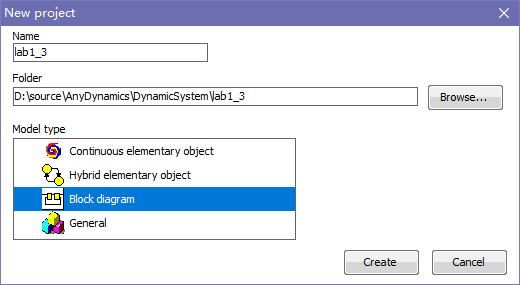 New project
Name
lab1_3
Folder
D:\source\AnyDynamics\DynamicSystem\lab1_3
Browse...
Model type
Continuous elementary object
Hybrid elementary object
Block diagram
General
Create
Cancel